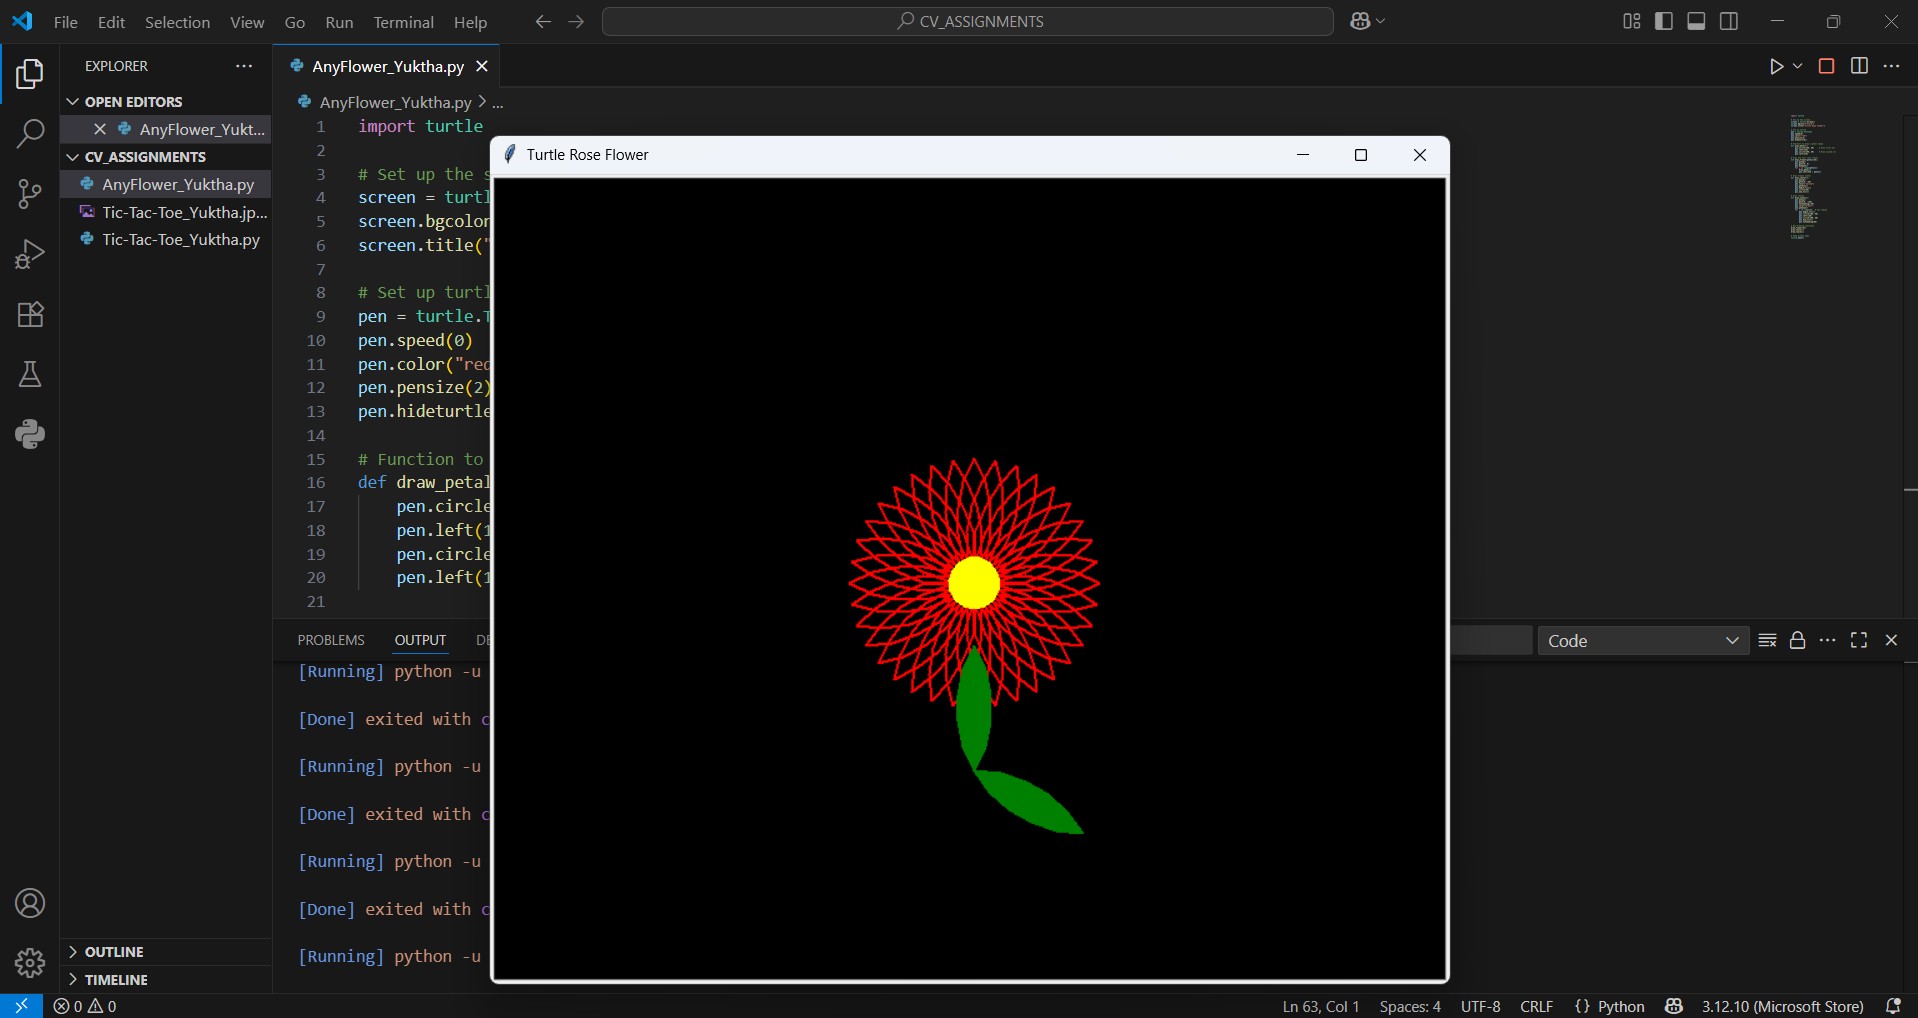 File Edit Selection View Go Run Terminal Help
CV_ASSIGNMENTS
EXPLORER
OPEN EDITORS
AnyFlower_Yukt...
CV_ASSIGNMENTS
AnyFlower_Yuktha.py
Tic-Tac-Toe_Yuktha.jp...
Tic-Tac-Toe_Yuktha.py
OUTLINE
TIMELINE
AnyFlower_Yuktha.py
AnyFlower_Yuktha.py > ...
1 import turtle
2
3 # Set up the s
4 screen = turtl
5 screen.bgcolor
6 screen.title("
7
8 # Set up turtl
9 pen = turtle.T
10 pen.speed(0)
11 pen.color("red
12 pen.pensize(2)
13 pen.hideturtle
14
15 # Function to
16 def draw_petal
17 pen.circle
18 pen.left(1
19 pen.circle
20 pen.left(1
21
Turtle Rose Flower
PROBLEMS OUTPUT DE
Code
[Running] python -u
[Done] exited with c
[Running] python -u
[Done] exited with c
[Running] python -u
[Done] exited with c
[Running] python -u
0 0
Ln 63, Col 1 Spaces: 4 UTF-8 CRLF {} Python 3.12.10 (Microsoft Store)